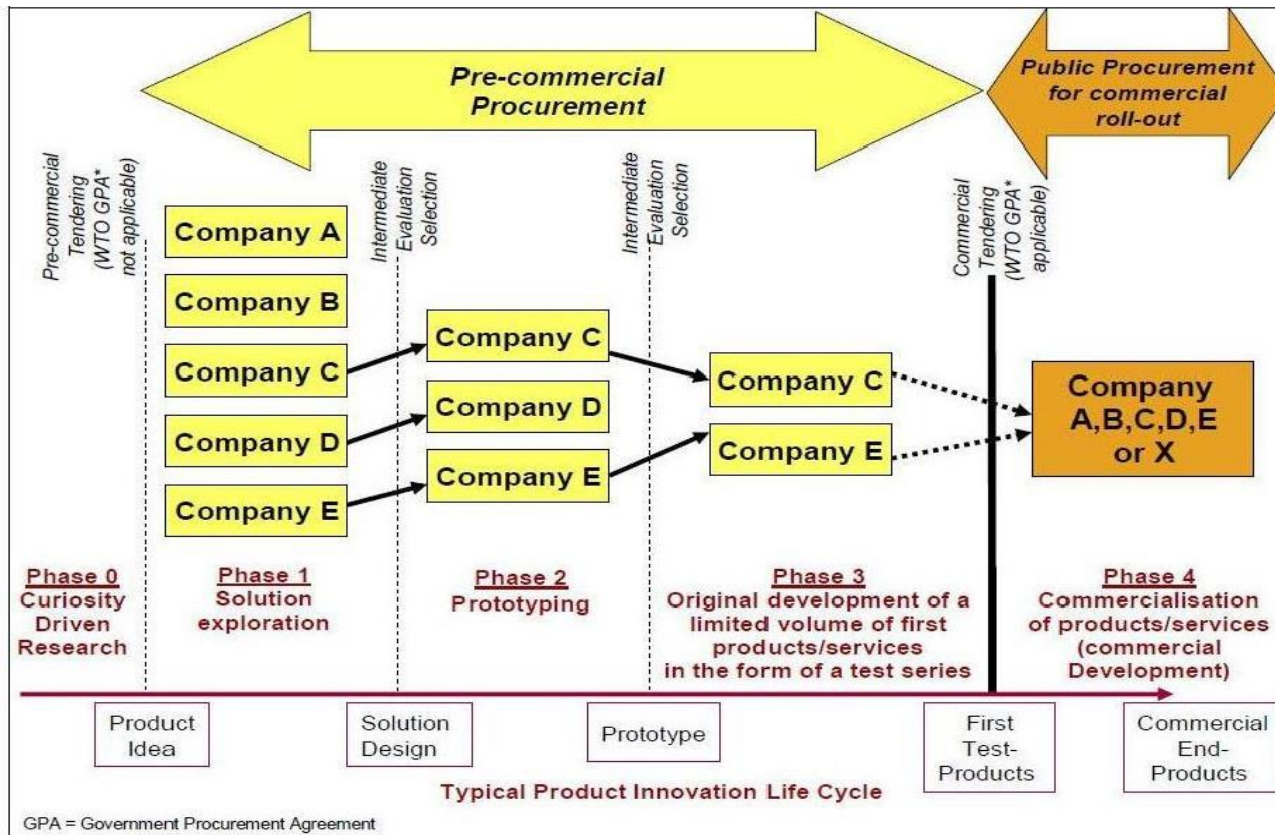 Pre-commercial
Procurement
Public Procurement
for commercial
roll-out
Pre-commercial
Tendering
(WTO GPA*
not applicable)
Intermediate
Evaluation
Selection
Intermediate
Evaluation
Selection
Commercial
Tendering
(WTO GPA*
applicable)
Company A
Company B
Company C
Company D
Company E
Company C
Company D
Company E
Company C
Company E
Company
A,B,C,D,E
or X
Phase 0
Curiosity
Driven
Research
Phase 1
Solution
exploration
Phase 2
Prototyping
Phase 3
Original development of a
limited volume of first
products/services
in the form of a test series
Phase 4
Commercialisation
of products/services
(commercial
Development)
Product
Idea
Solution
Design
Prototype
First
Test-
Products
Commercial
End-
Products
Typical Product Innovation Life Cycle
GPA = Government Procurement Agreement